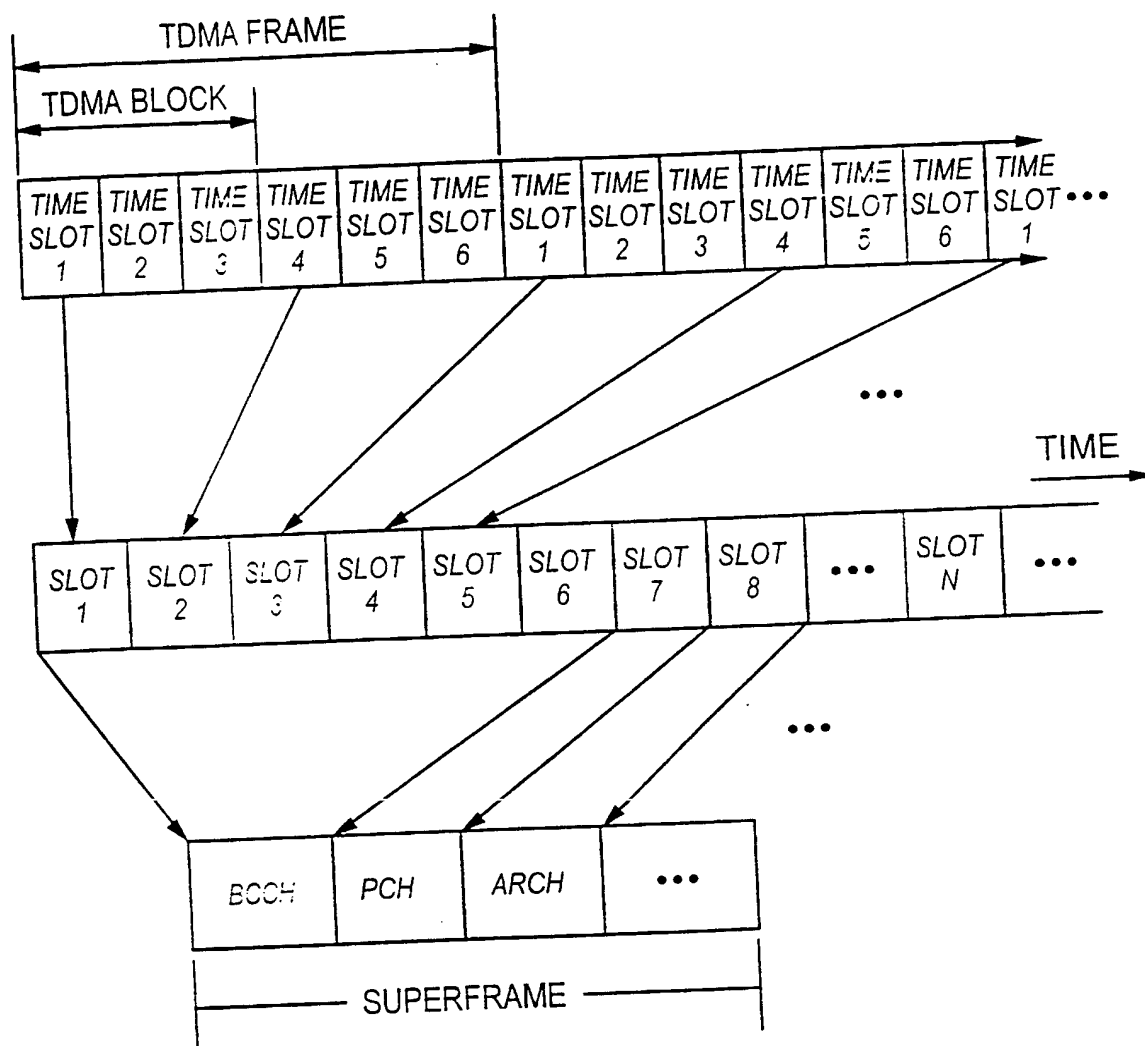 TDMA FRAME
TDMA BLOCK
TIME SLOT 1
TIME SLOT 2
TIME SLOT 3
TIME SLOT 4
TIME SLOT 5
TIME SLOT 6
TIME SLOT 1
TIME SLOT 2
TIME SLOT 3
TIME SLOT 4
TIME SLOT 5
TIME SLOT 6
TIME SLOT 1 •••
•••
TIME
SLOT 1
SLOT 2
SLOT 3
SLOT 4
SLOT 5
SLOT 6
SLOT 7
SLOT 8
•••
SLOT N
•••
•••
BCCH
PCH
ARCH
•••
SUPERFRAME